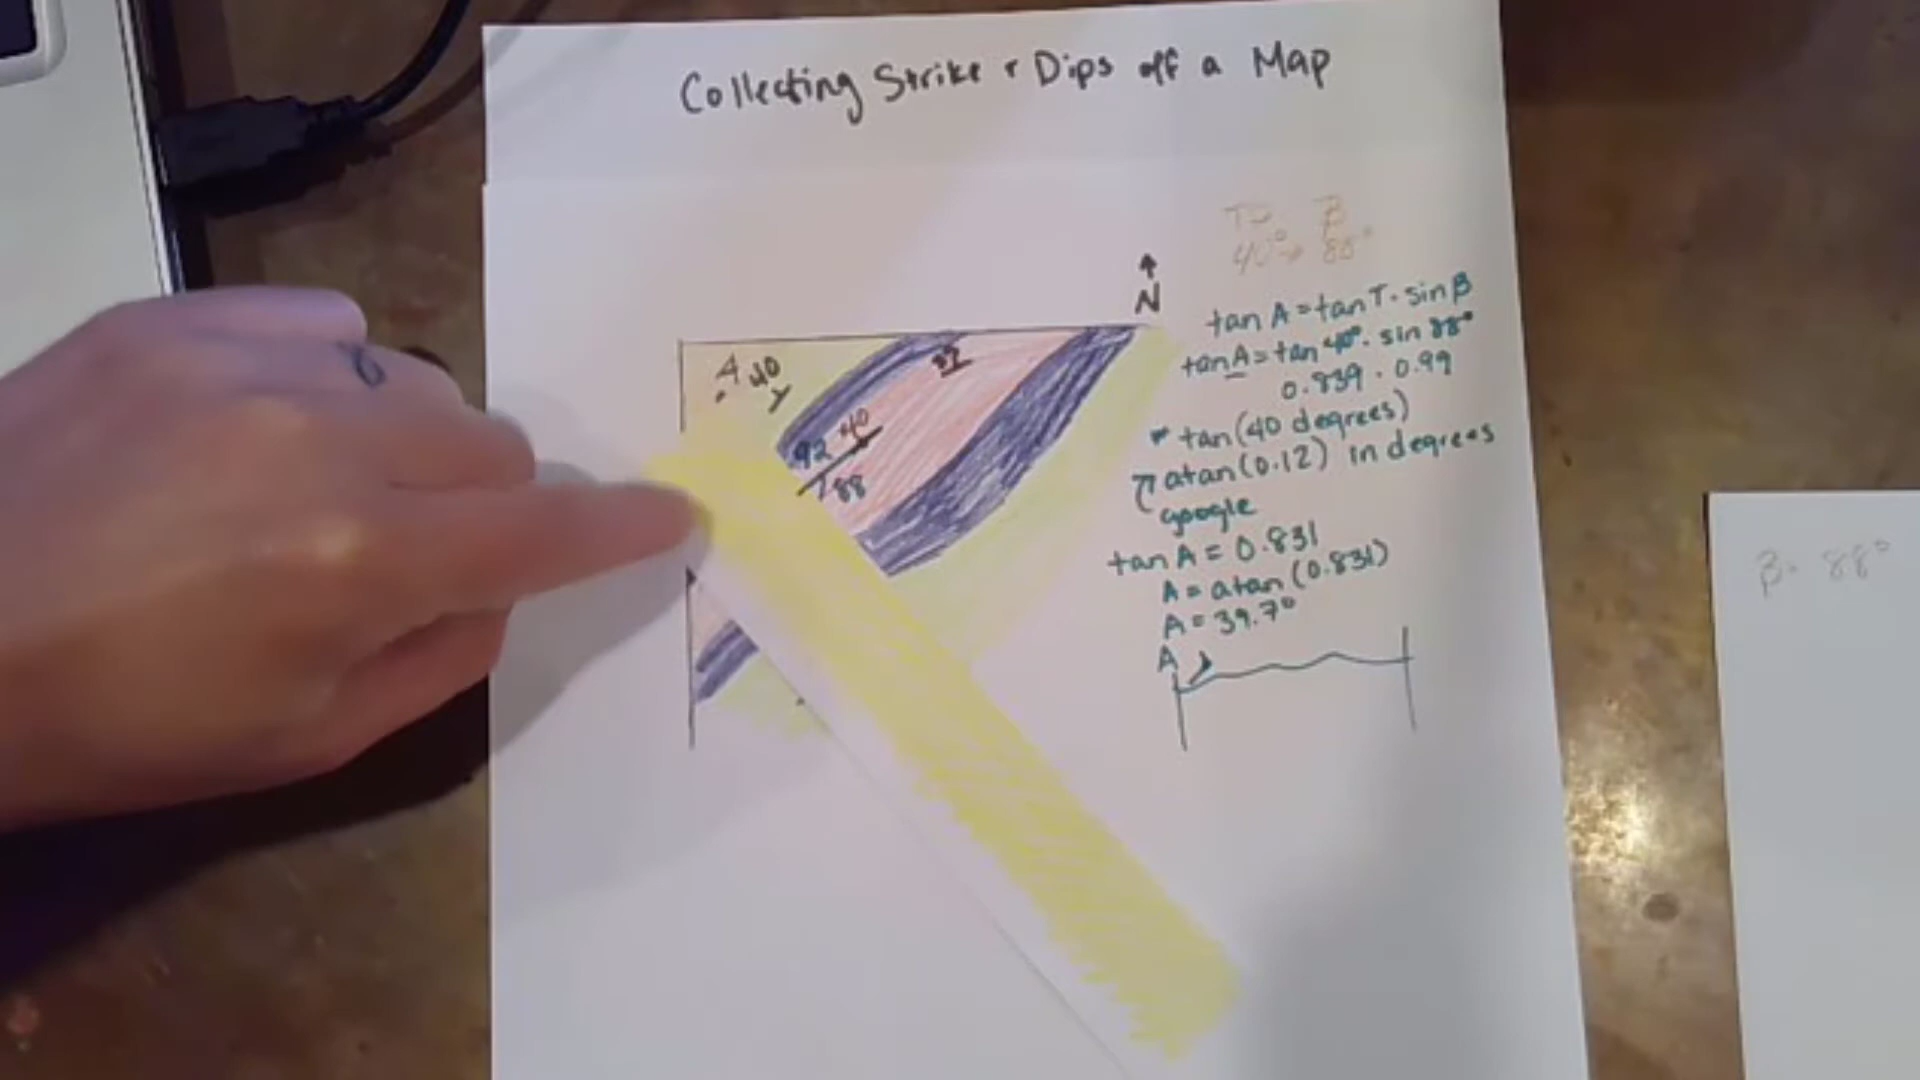 Collecting Strike & Dips off a Map
TD β
40° → 88°
N
tan A = tan T · sin β
tan A = tan 40° · sin 88°
0.839 · 0.99
* tan(40 degrees)
atan(0.12) in degrees
google
tan A = 0.831
A = atan(0.831)
A = 39.7°
A
A 40
92 40
88
β = 88°